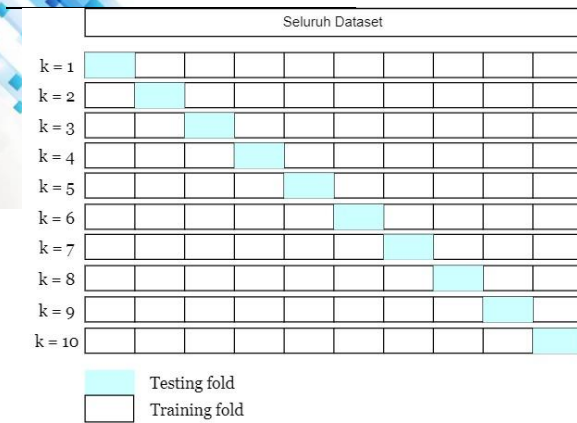 Seluruh Dataset
k = 1
k = 2
k = 3
k = 4
k = 5
k = 6
k = 7
k = 8
k = 9
k = 10
Testing fold
Training fold